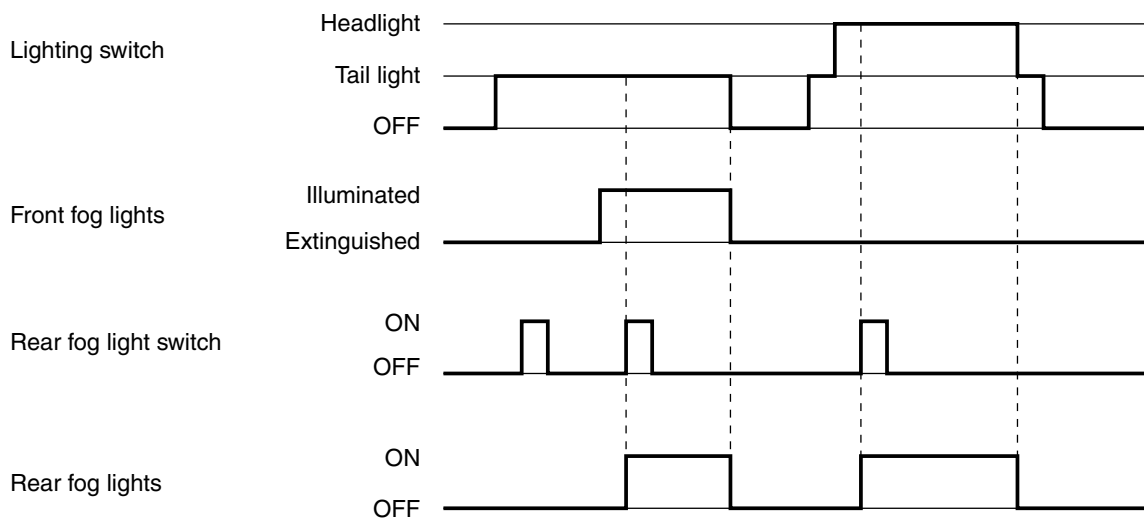 Lighting switch
Headlight
Tail light
OFF
Front fog lights
Illuminated
Extinguished
Rear fog light switch
ON
OFF
Rear fog lights
ON
OFF